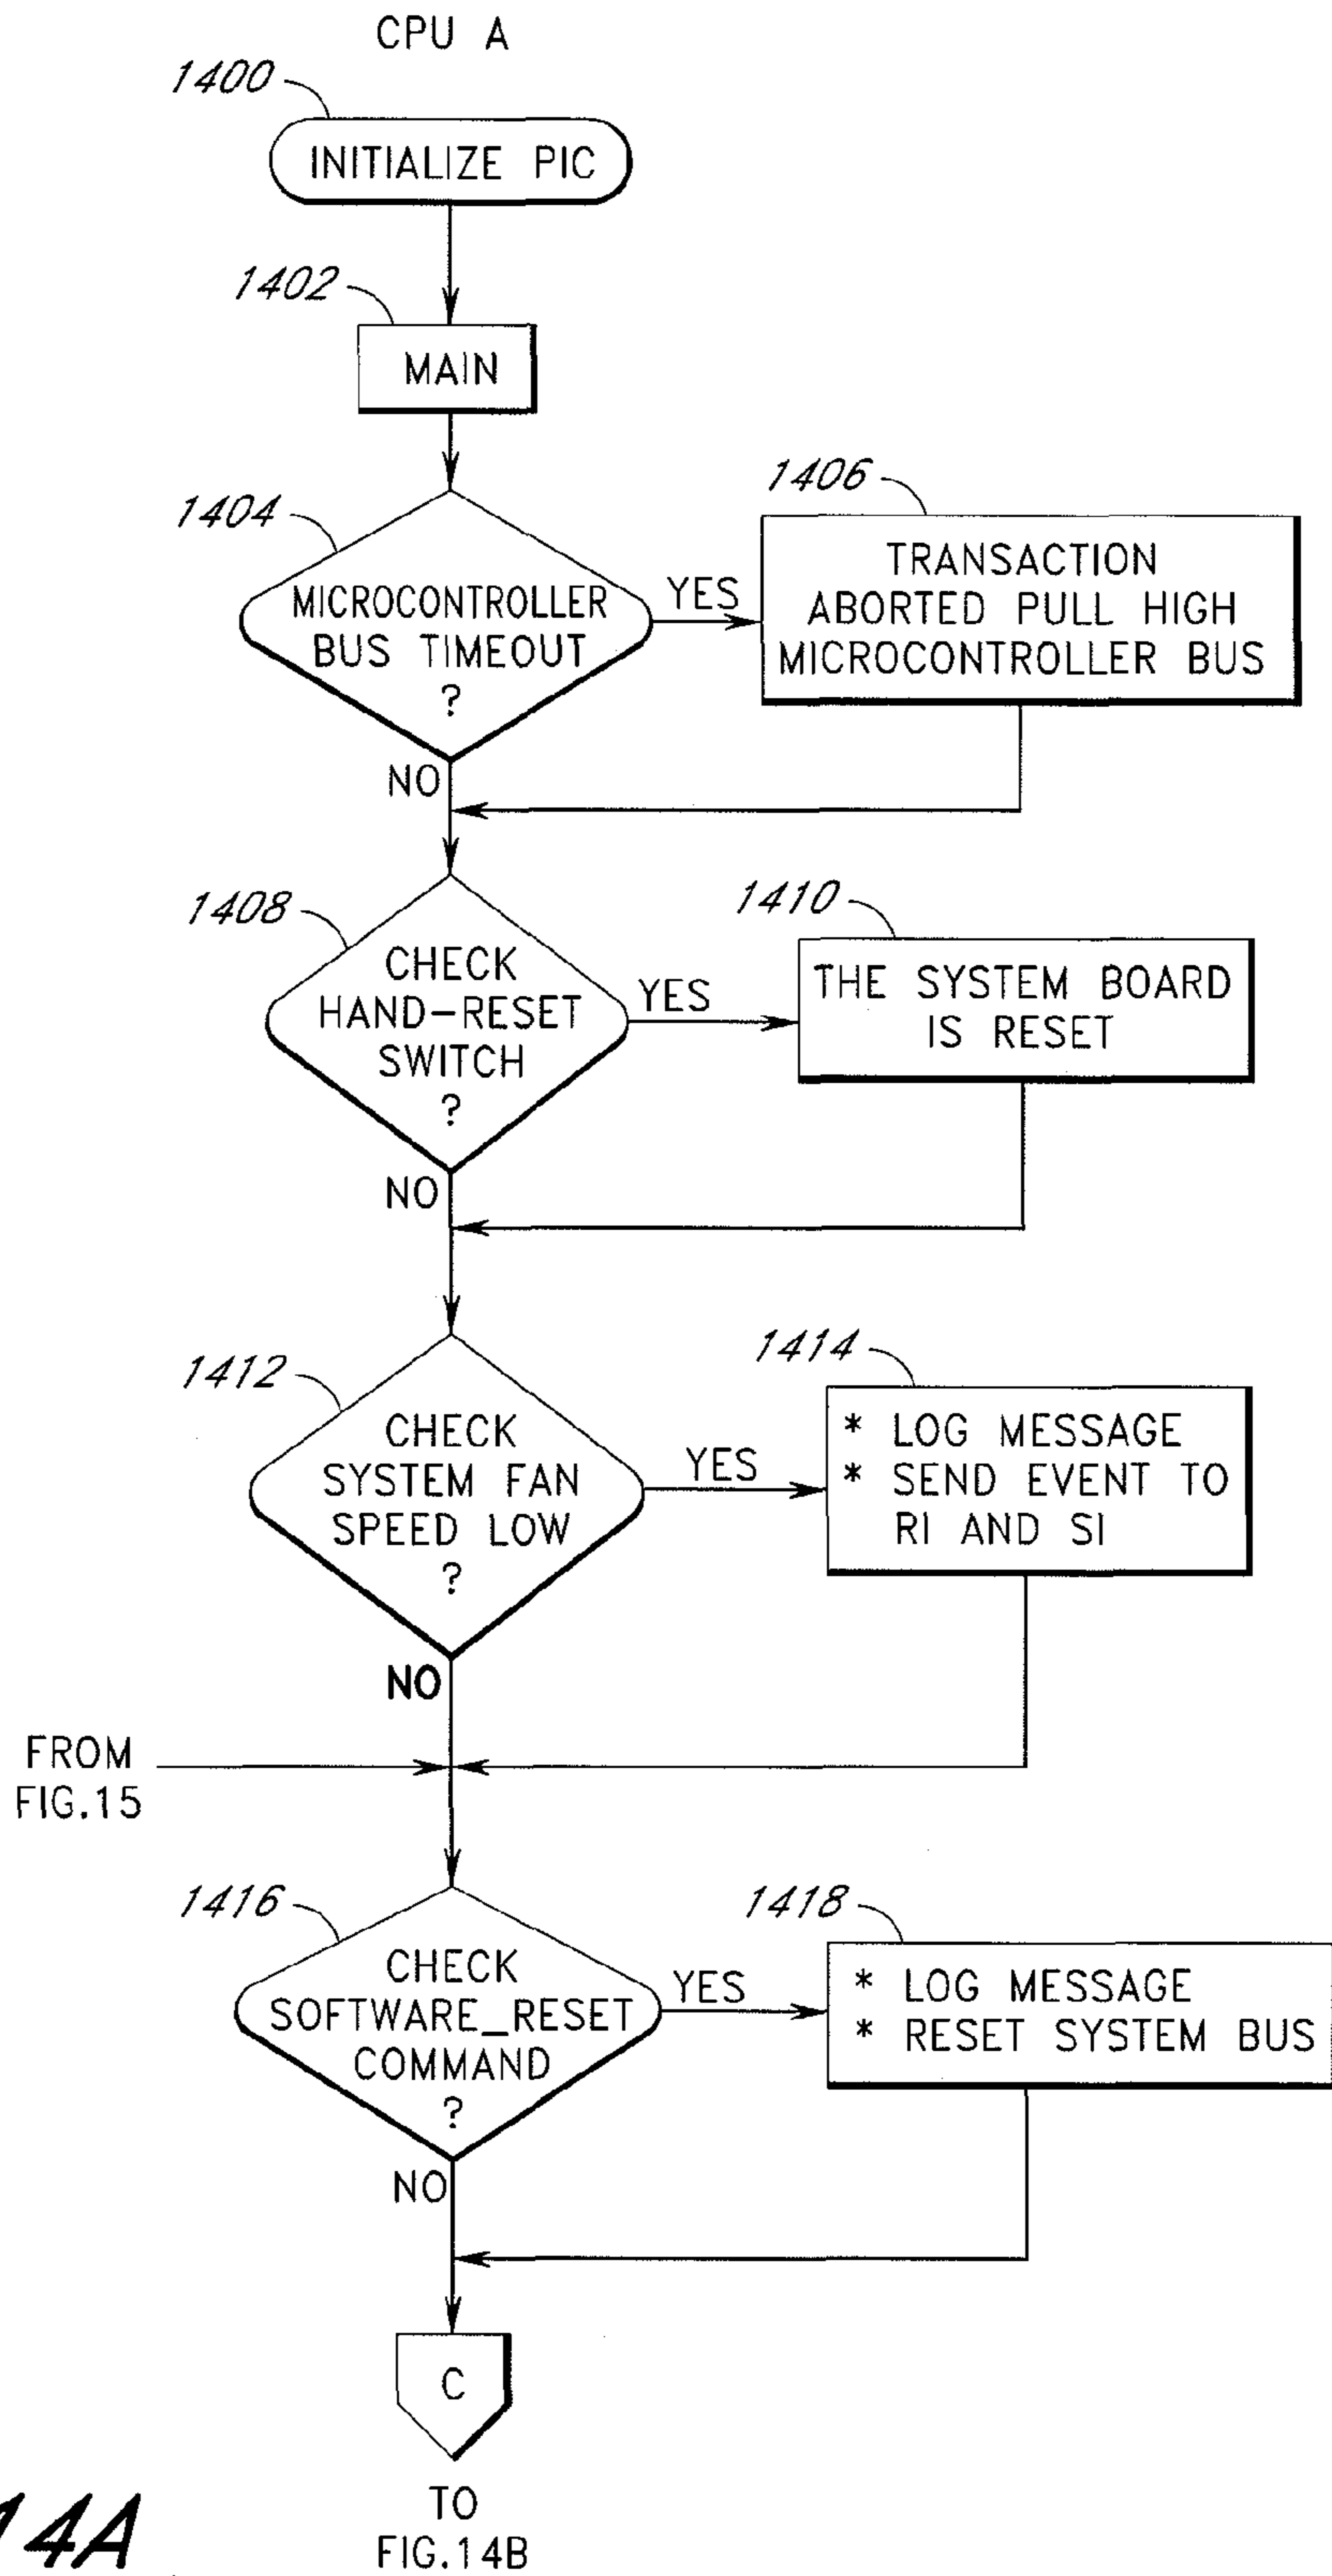 CPU A
1400
INITIALIZE PIC
1402
MAIN
1404
MICROCONTROLLER
BUS TIMEOUT
?
YES
NO
1406
TRANSACTION
ABORTED PULL HIGH
MICROCONTROLLER BUS
1408
CHECK
HAND-RESET
SWITCH
?
YES
NO
1410
THE SYSTEM BOARD
IS RESET
1412
CHECK
SYSTEM FAN
SPEED LOW
?
YES
NO
1414
* LOG MESSAGE
* SEND EVENT TO
RI AND SI
FROM
FIG.15
1416
CHECK
SOFTWARE_RESET
COMMAND
?
YES
NO
1418
* LOG MESSAGE
* RESET SYSTEM BUS
C
TO
FIG.14B
14A